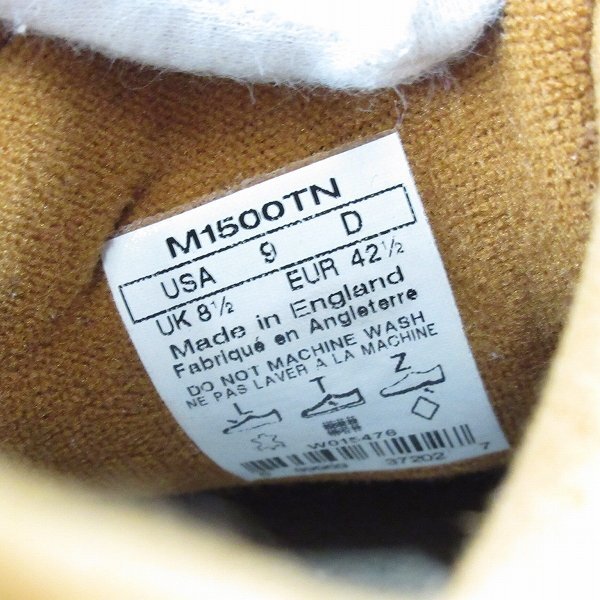 M1500TN
USA 9 D
UK 8½ EUR 42½
Made in England
Fabriqué en Angleterre
DO NOT MACHINE WASH
NE PAS LAVER A LA MACHINE
L T Z
W015476
37202 7